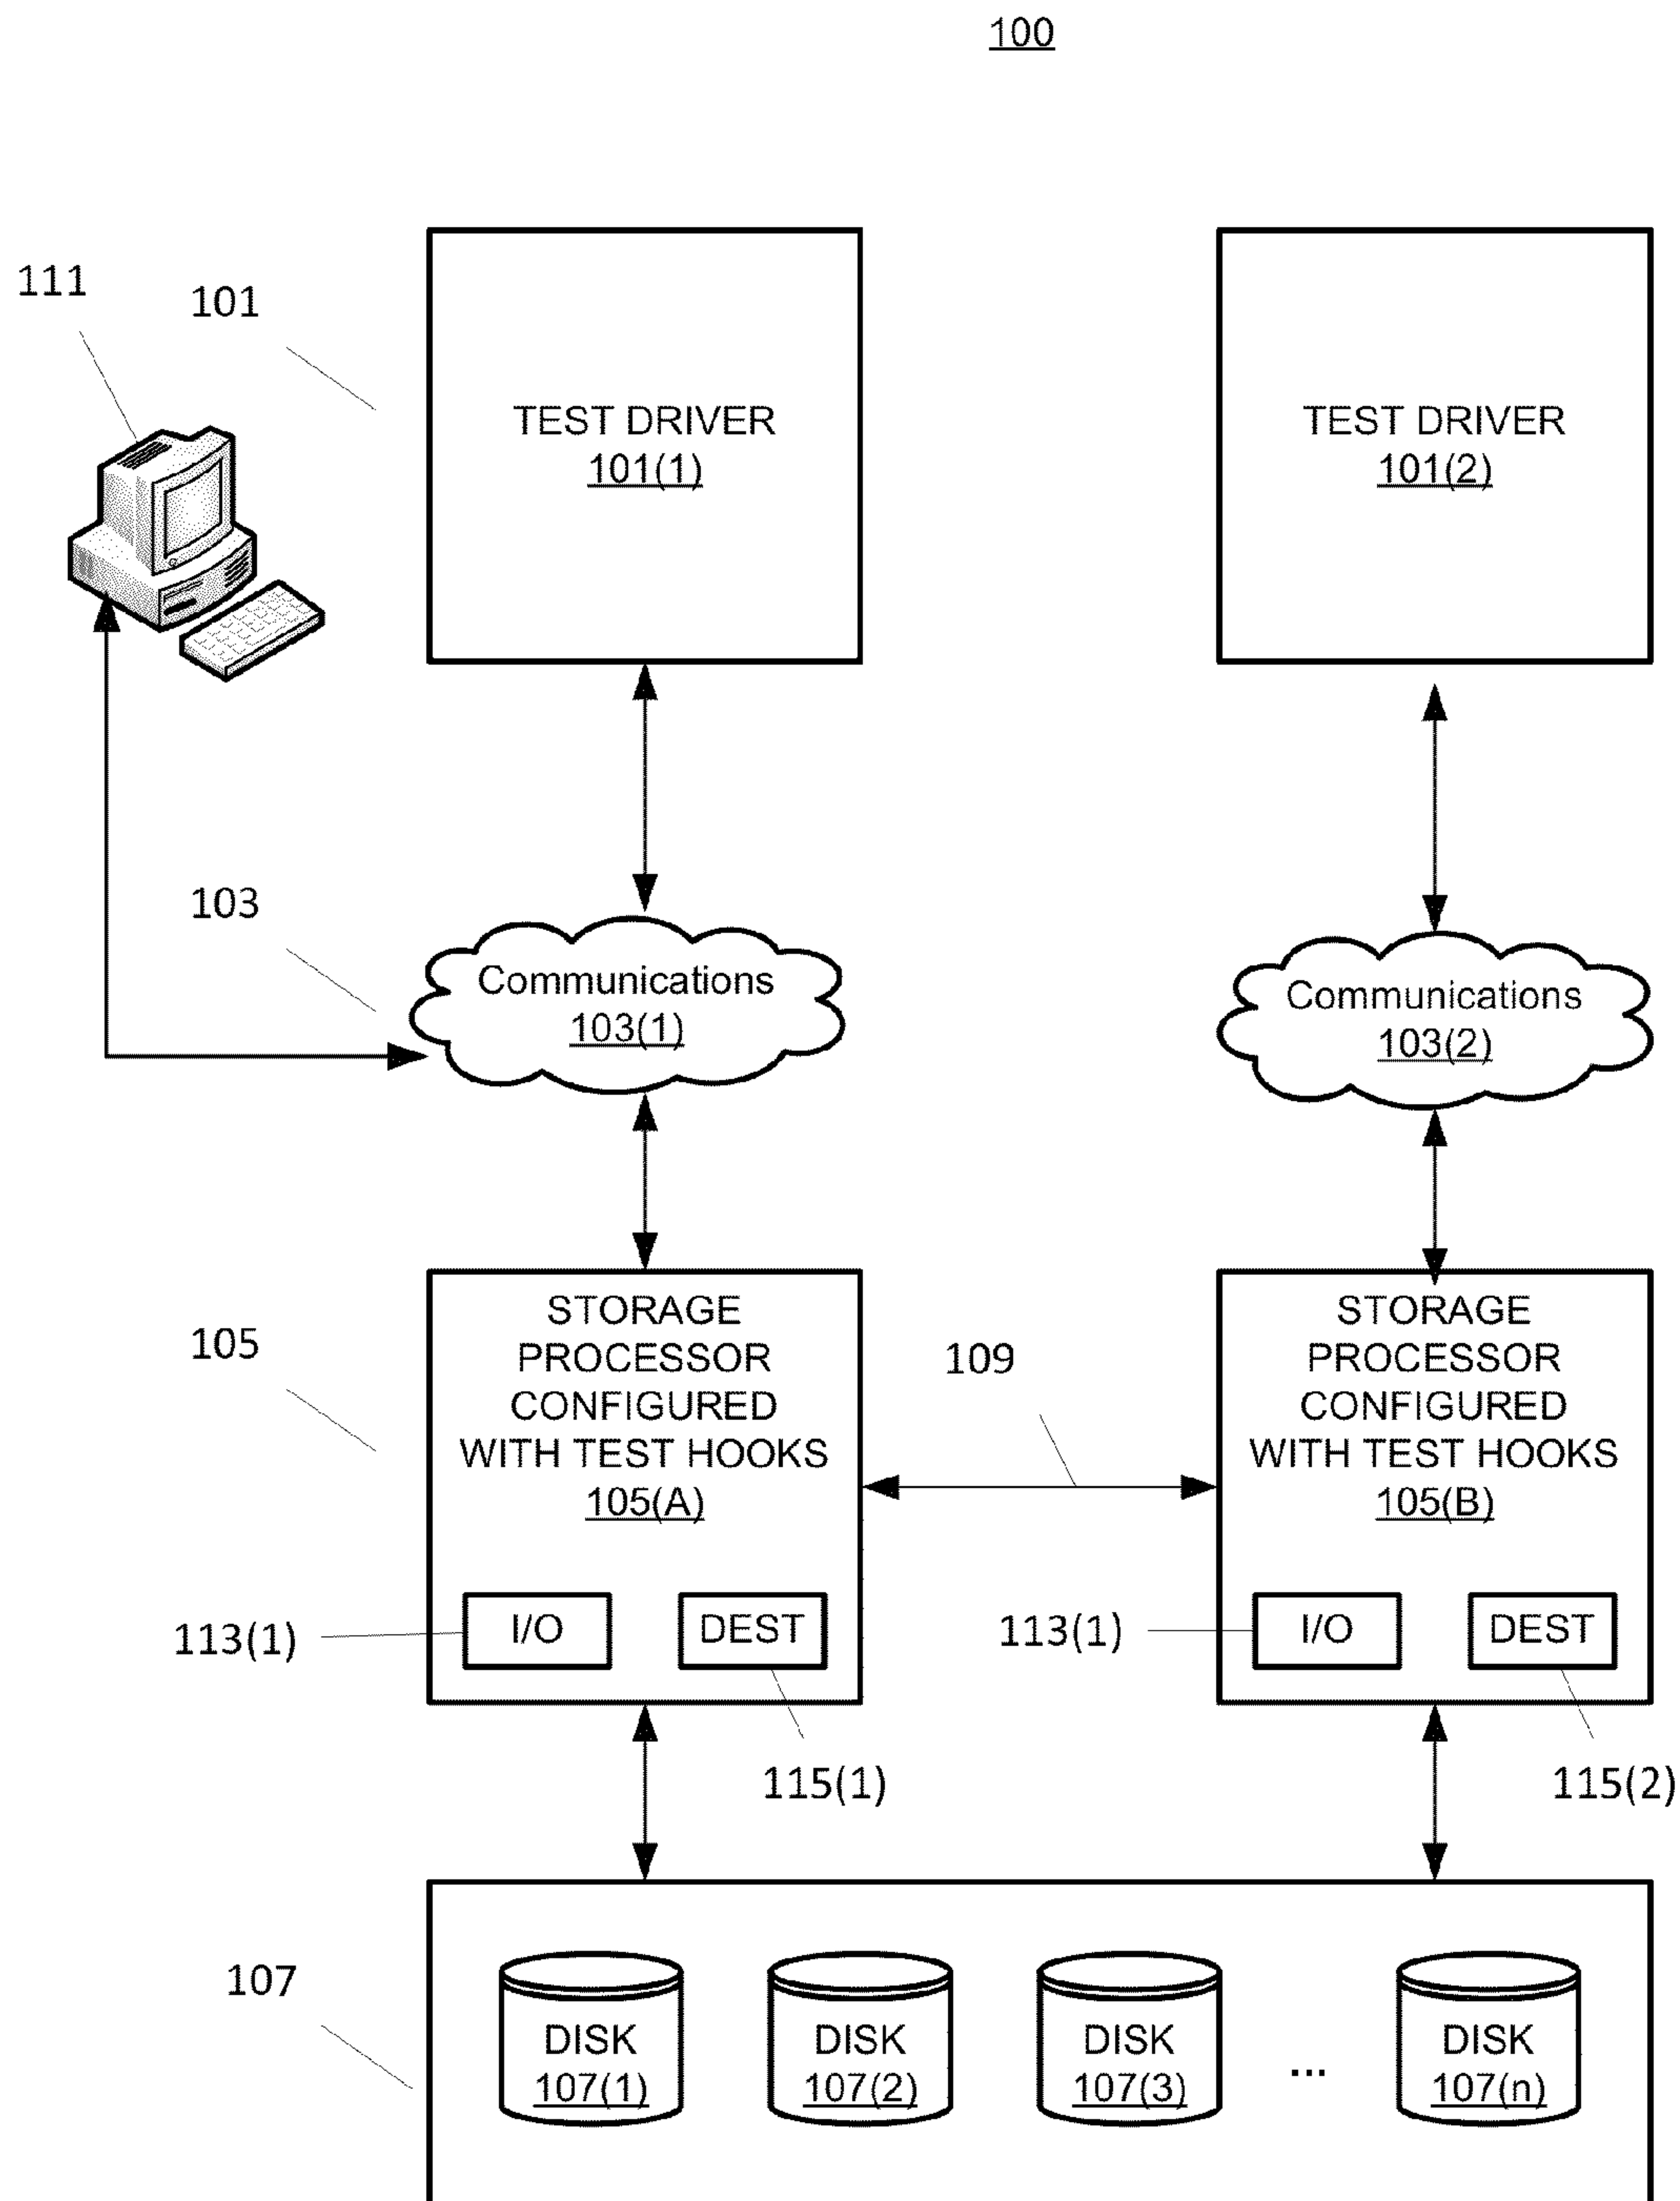 100
111
101
TEST DRIVER
101(1)
TEST DRIVER
101(2)
103
Communications
103(1)
Communications
103(2)
105
STORAGE
PROCESSOR
CONFIGURED
WITH TEST HOOKS
105(A)
109
STORAGE
PROCESSOR
CONFIGURED
WITH TEST HOOKS
105(B)
113(1)
I/O
DEST
113(1)
I/O
DEST
115(1)
115(2)
107
DISK
107(1)
DISK
107(2)
DISK
107(3)
...
DISK
107(n)